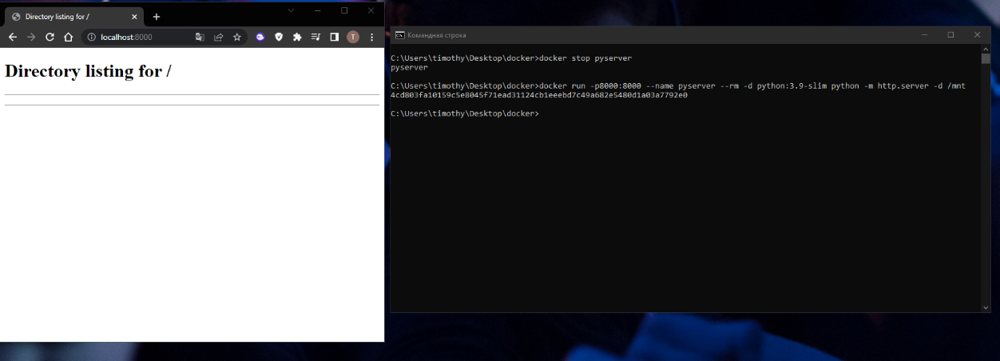 Directory listing for /
localhost:8000
T
Directory listing for /
Командная строка
C:\Users\timothy\Desktop\docker>docker stop pyserver
pyserver
C:\Users\timothy\Desktop\docker>docker run -p8000:8000 --name pyserver --rm -d python:3.9-slim python -m http.server -d /mnt
4cd803fa10159c5e8045f71ead31124cb1eeebd7c49a682e5480d1a03a7792e0
C:\Users\timothy\Desktop\docker>